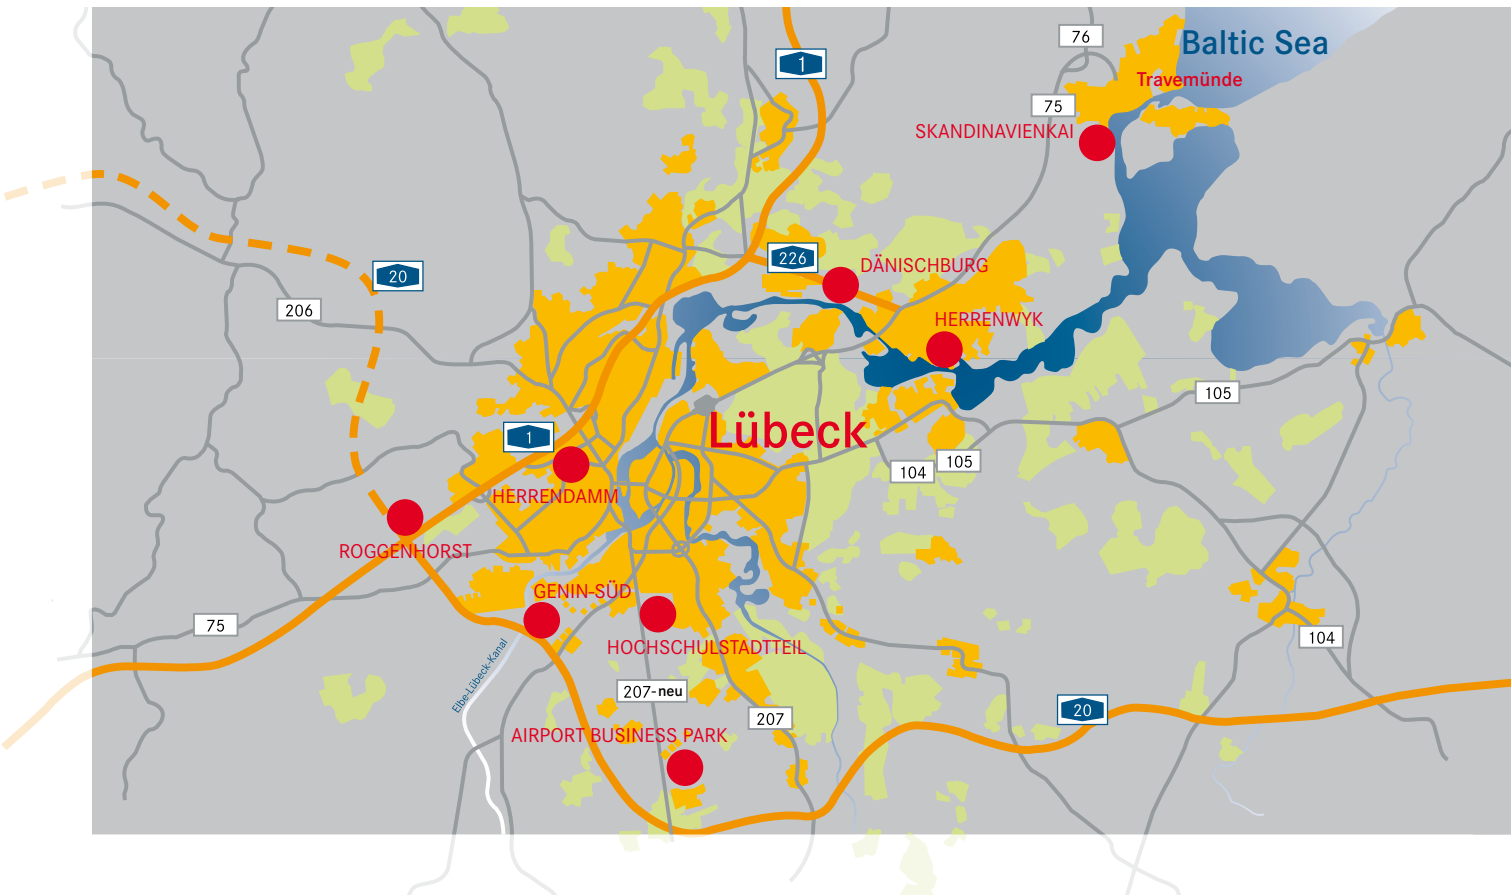 76
Baltic Sea
1
Travemünde
75
SKANDINAVIENKAI
226
DÄNISCHBURG
20
206
HERRENWYK
105
1
Lübeck
104
105
HERRENDAMM
ROGGENHORST
GENIN-SÜD
75
104
HOCHSCHULSTADTTEIL
Elbe-Lübeck-Kanal
207-neu
20
207
AIRPORT BUSINESS PARK